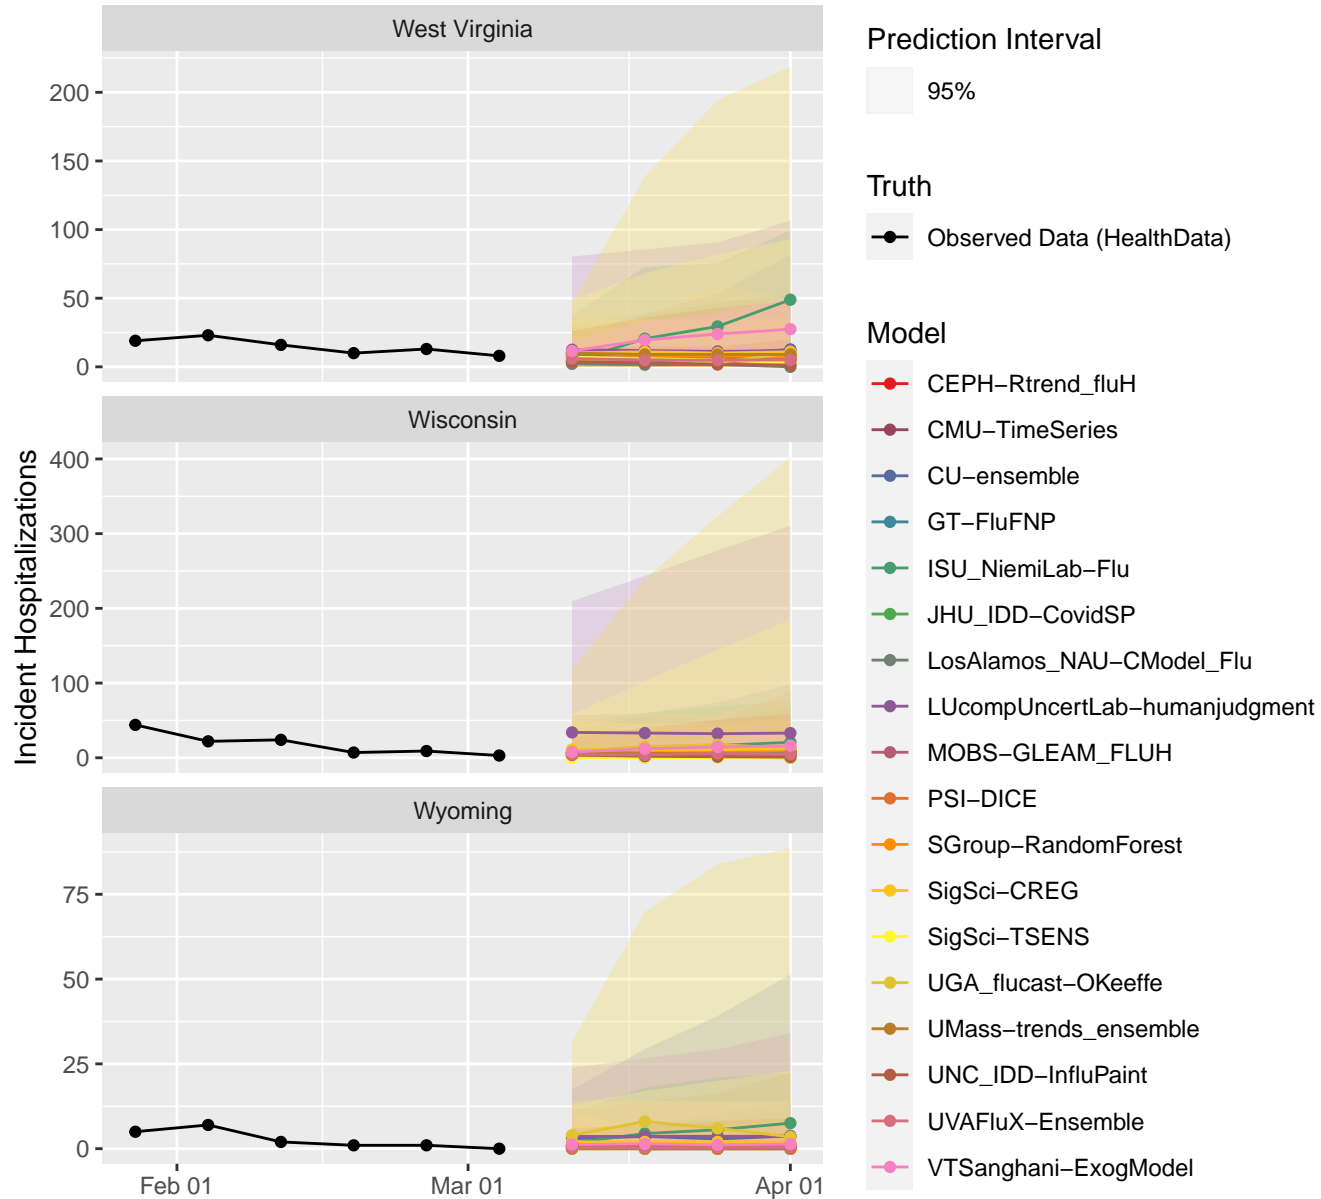 West Virginia
200
150
100
50
0
Wisconsin
400
300
200
100
0
Wyoming
75
50
25
0
Feb 01
Mar 01
Apr 01
Incident Hospitalizations
Prediction Interval
95%
Truth
Observed Data (HealthData)
Model
CEPH−Rtrend_fluH
CMU−TimeSeries
CU−ensemble
GT−FluFNP
ISU_NiemiLab−Flu
JHU_IDD−CovidSP
LosAlamos_NAU−CModel_Flu
LUcompUncertLab−humanjudgment
MOBS−GLEAM_FLUH
PSI−DICE
SGroup−RandomForest
SigSci−CREG
SigSci−TSENS
UGA_flucast−OKeeffe
UMass−trends_ensemble
UNC_IDD−InfluPaint
UVAFluX−Ensemble
VTSanghani−ExogModel